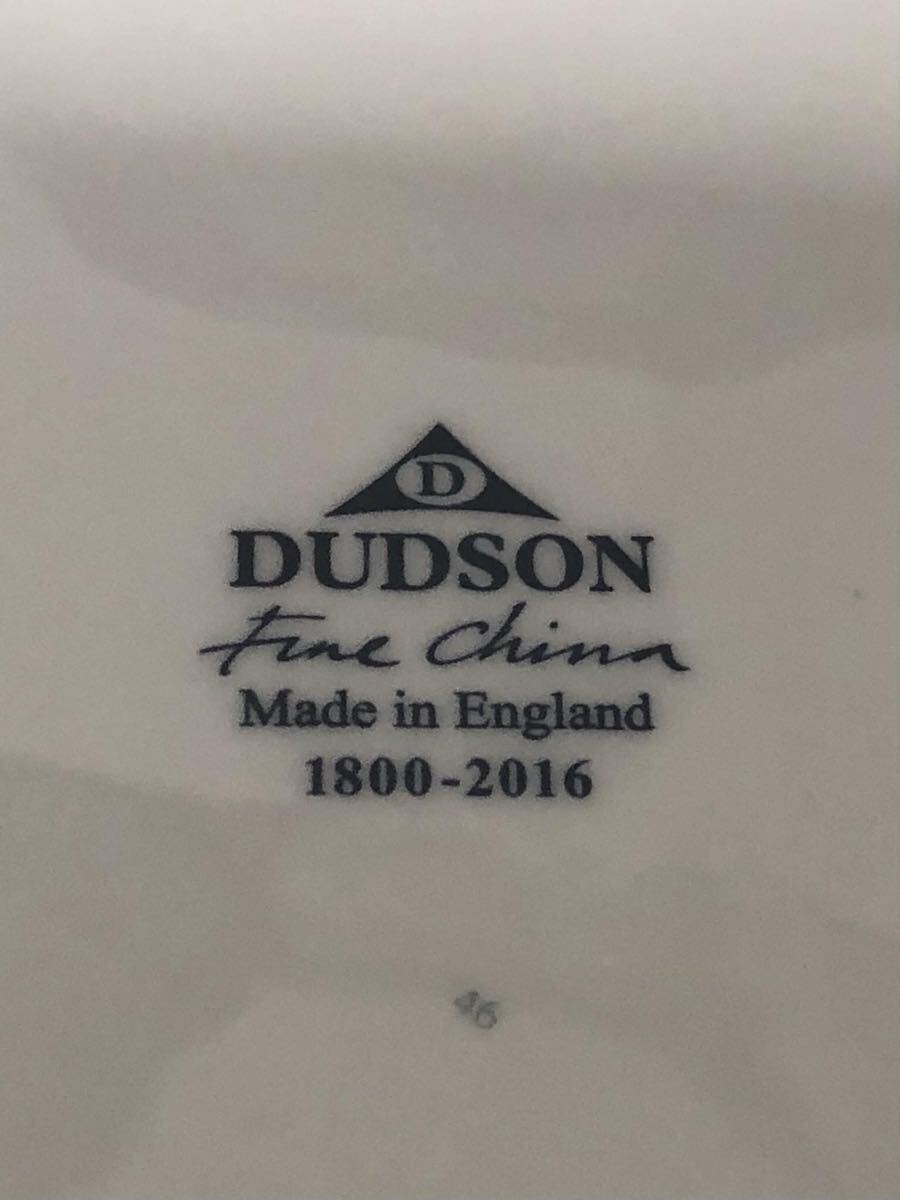 D
DUDSON
Fine China
Made in England
1800-2016
46